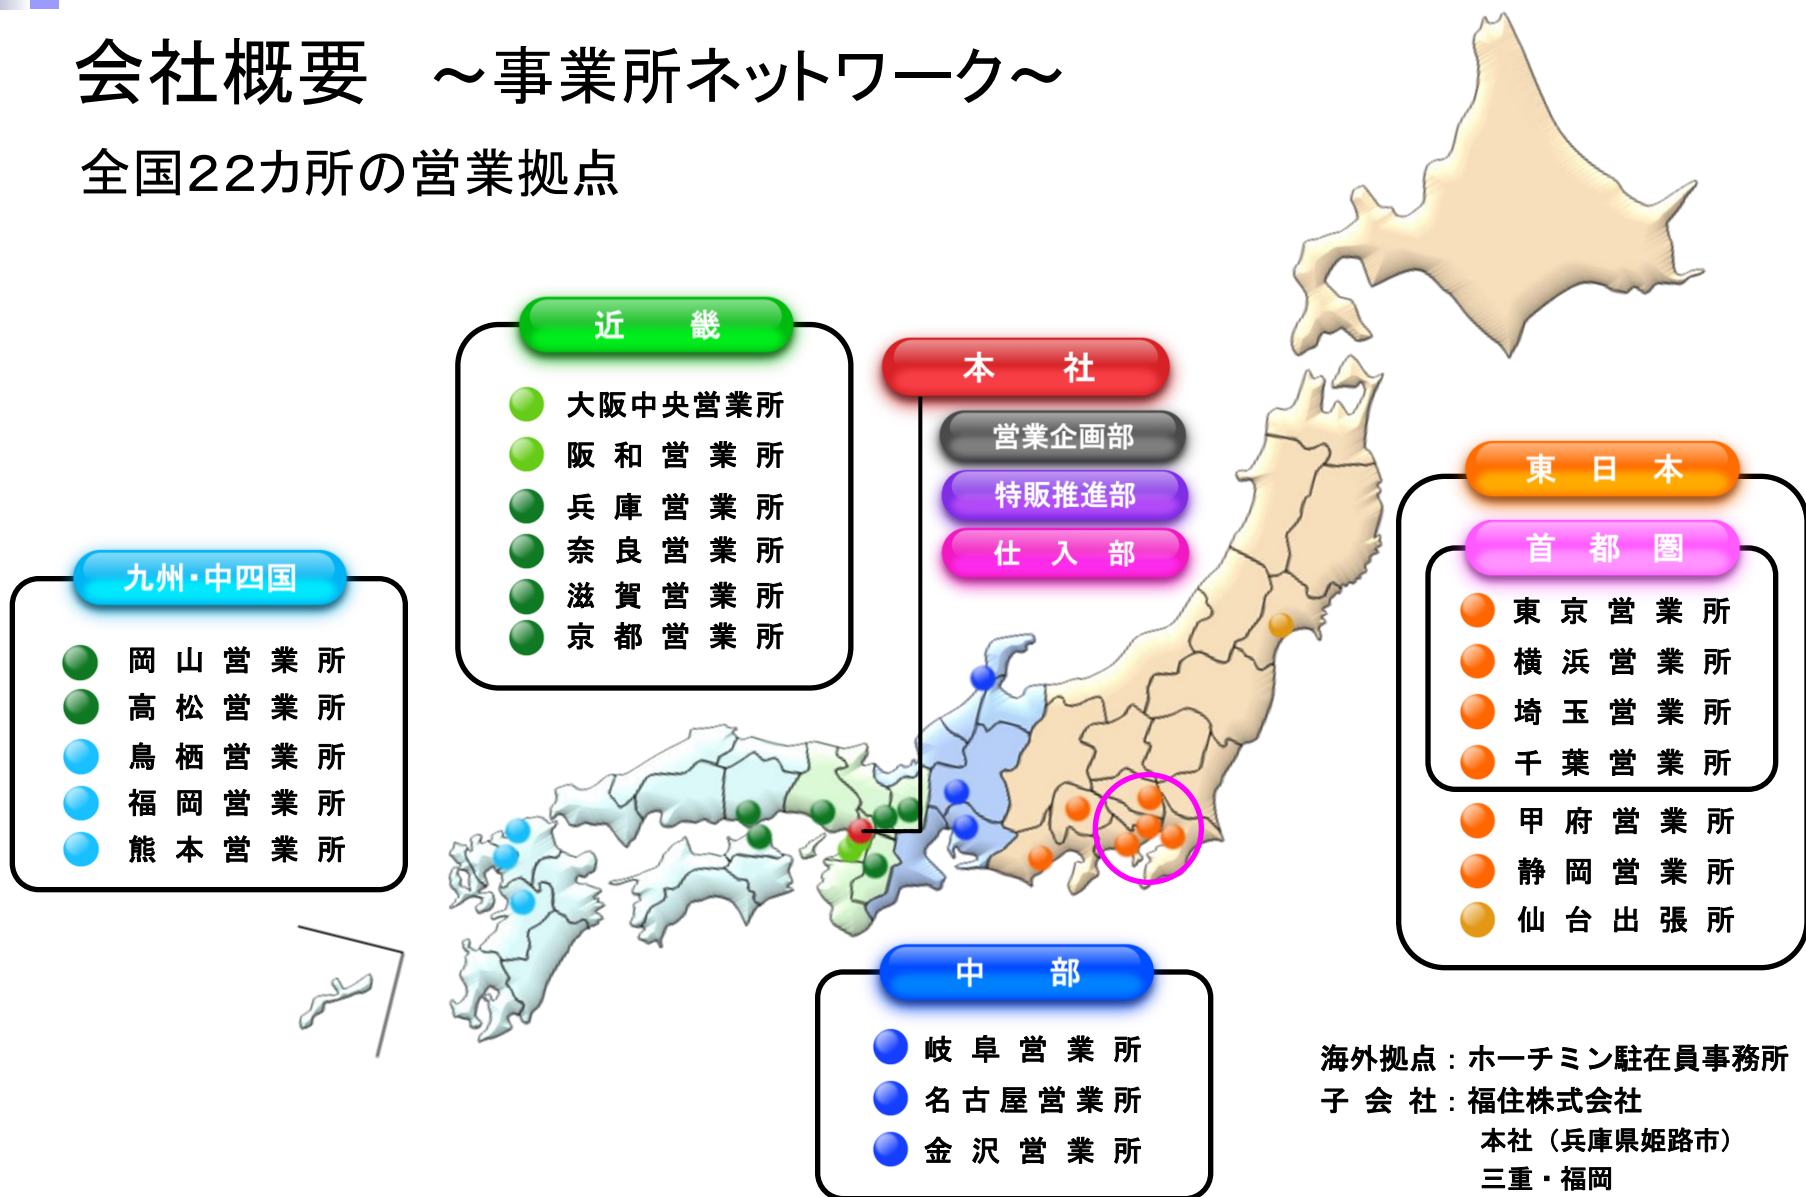 会社概要 ～事業所ネットワーク～
全国22カ所の営業拠点
近畿
大阪中央営業所
阪和営業所
兵庫営業所
奈良営業所
滋賀営業所
京都営業所
本社
営業企画部
特販推進部
仕入部
九州・中四国
岡山営業所
高松営業所
鳥栖営業所
福岡営業所
熊本営業所
東日本
首都圏
東京営業所
横浜営業所
埼玉営業所
千葉営業所
甲府営業所
静岡営業所
仙台出張所
中部
岐阜営業所
名古屋営業所
金沢営業所
海外拠点：ホーチミン駐在員事務所
子会社：福住株式会社
本社（兵庫県姫路市）
三重・福岡